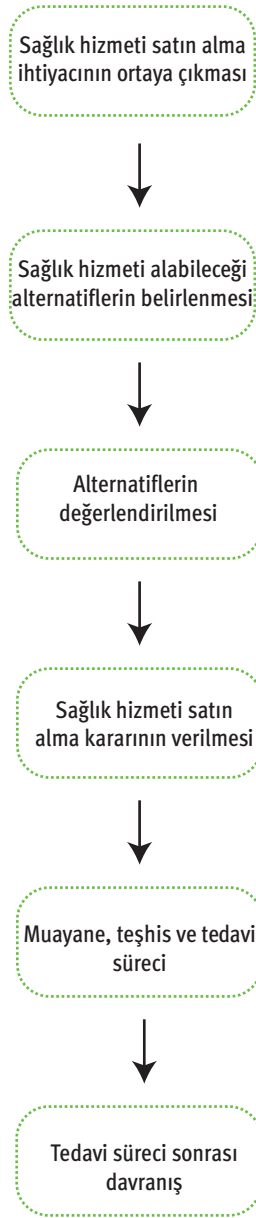 Sağlık hizmeti satın alma
ihtiyacının ortaya çıkması
Sağlık hizmeti alabileceği
alternatiflerin belirlenmesi
Alternatiflerin
değerlendirilmesi
Sağlık hizmeti satın
alma kararının verilmesi
Muayane, teşhis ve tedavi
süreci
Tedavi süreci sonrası
davranış